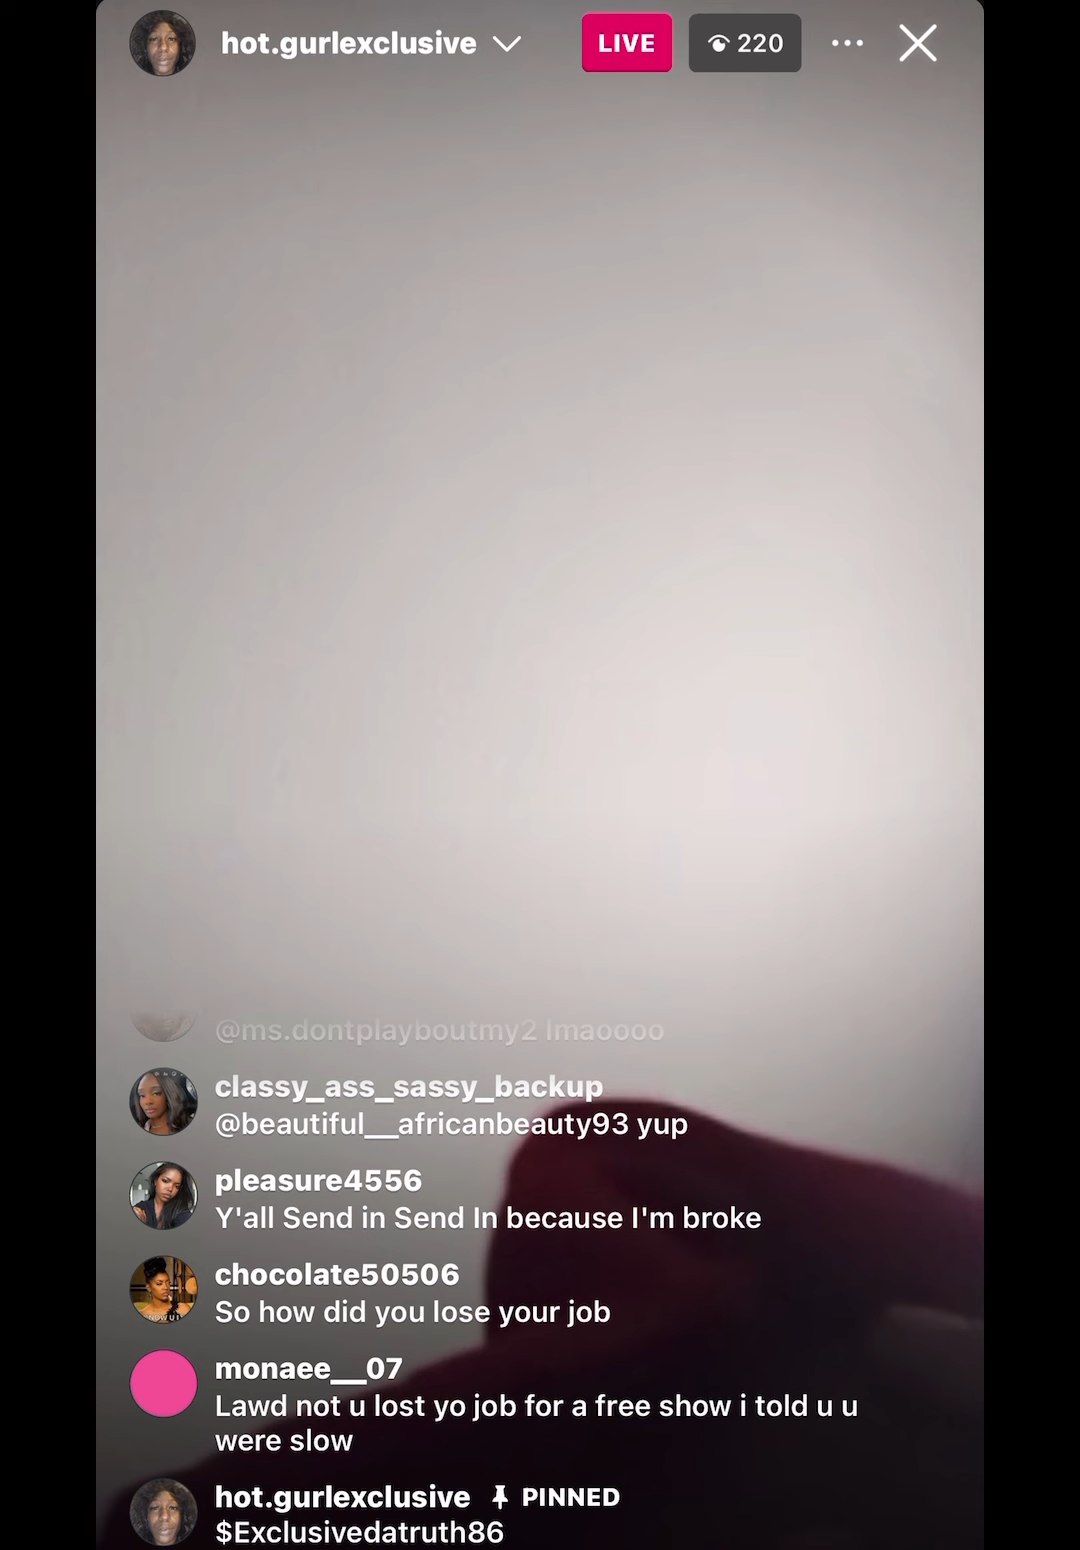 hot.gurlexclusive
LIVE
220
@ms.dontplayboutmy2 lmaoooo
classy_ass_sassy_backup
@beautiful__africanbeauty93 yup
pleasure4556
Y'all Send in Send In because I'm broke
chocolate50506
So how did you lose your job
monaee__07
Lawd not u lost yo job for a free show i told u u
were slow
hot.gurlexclusive PINNED
$Exclusivedatruth86